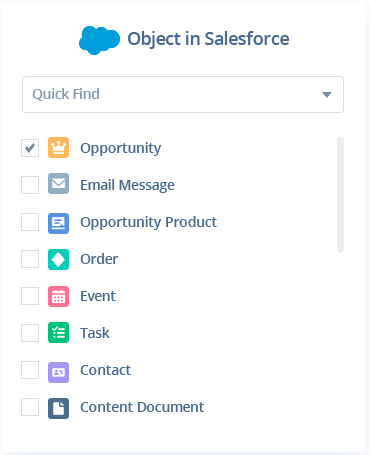 Object in Salesforce
Quick Find
Opportunity
Email Message
Opportunity Product
Order
Event
Task
Contact
Content Document